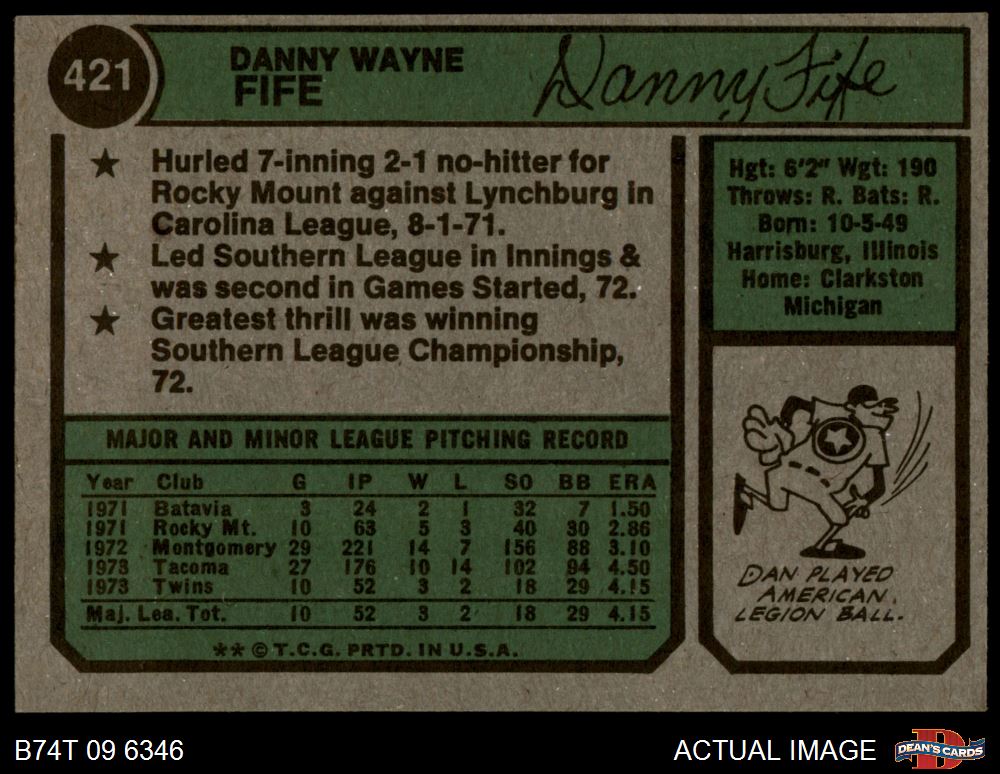 421
DANNY WAYNE
FIFE
Danny Fife
★ Hurled 7-inning 2-1 no-hitter for
Rocky Mount against Lynchburg in
Carolina League, 8-1-71.
★ Led Southern League in Innings &
was second in Games Started, 72.
★ Greatest thrill was winning
Southern League Championship,
72.
Hgt: 6'2" Wgt: 190
Throws: R. Bats: R.
Born: 10-5-49
Harrisburg, Illinois
Home: Clarkston
Michigan
MAJOR AND MINOR LEAGUE PITCHING RECORD
Year Club G IP W L SO BB ERA
1971 Batavia 3 24 2 1 32 7 1.50
1971 Rocky Mt. 10 63 5 3 40 30 2.86
1972 Montgomery 29 221 14 7 156 88 3.10
1973 Tacoma 27 176 10 14 102 94 4.50
1973 Twins 10 52 3 2 18 29 4.15
Maj. Lea. Tot. 10 52 3 2 18 29 4.15
** © T.C.G. PRTD. IN U.S.A.
DAN PLAYED
AMERICAN
LEGION BALL.
B74T 09 6346
ACTUAL IMAGE
D
DEAN'S CARDS